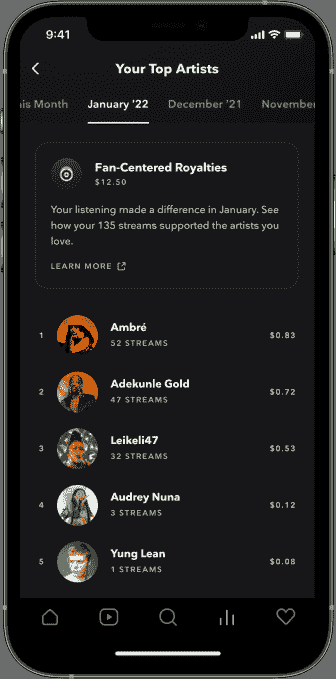 9:41
Your Top Artists
his Month January '22 December '21 November
Fan-Centered Royalties
$12.50
Your listening made a difference in January. See
how your 135 streams supported the artists you
love.
LEARN MORE
1 Ambré $0.83
52 STREAMS
2 Adekunle Gold $0.72
47 STREAMS
3 Leikeli47 $0.53
32 STREAMS
4 Audrey Nuna $0.12
3 STREAMS
5 Yung Lean $0.08
1 STREAMS